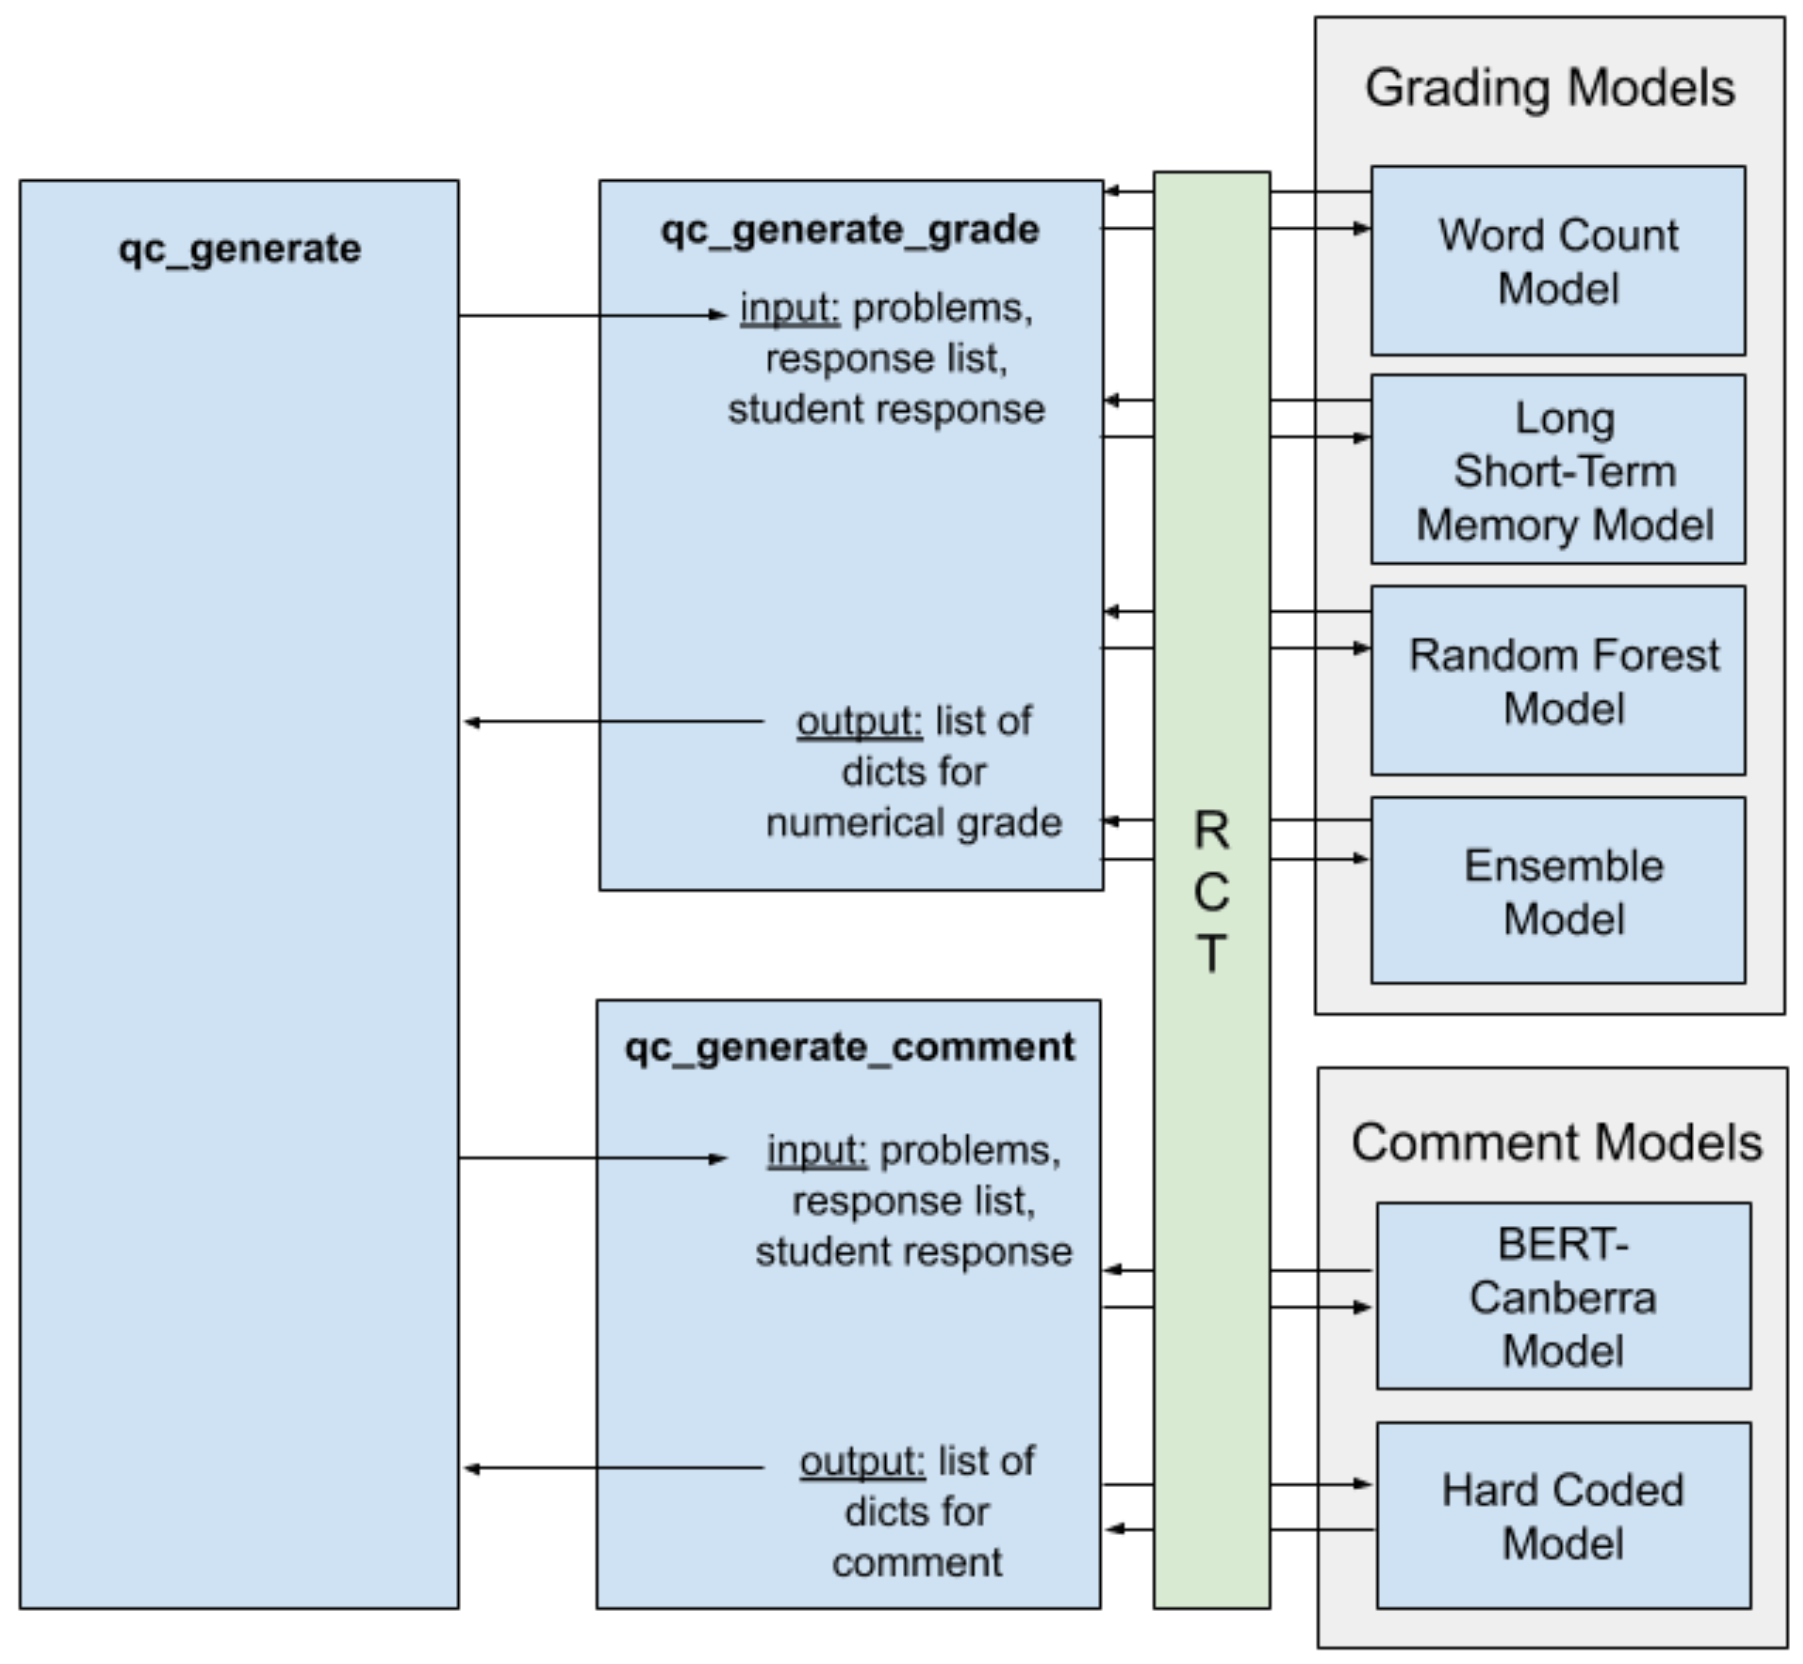 qc_generate
qc_generate_grade
input: problems,
response list,
student response
output: list of
dicts for
numerical grade
qc_generate_comment
input: problems,
response list,
student response
output: list of
dicts for
comment
R
C
T
Grading Models
Word Count
Model
Long
Short-Term
Memory Model
Random Forest
Model
Ensemble
Model
Comment Models
BERT-
Canberra
Model
Hard Coded
Model